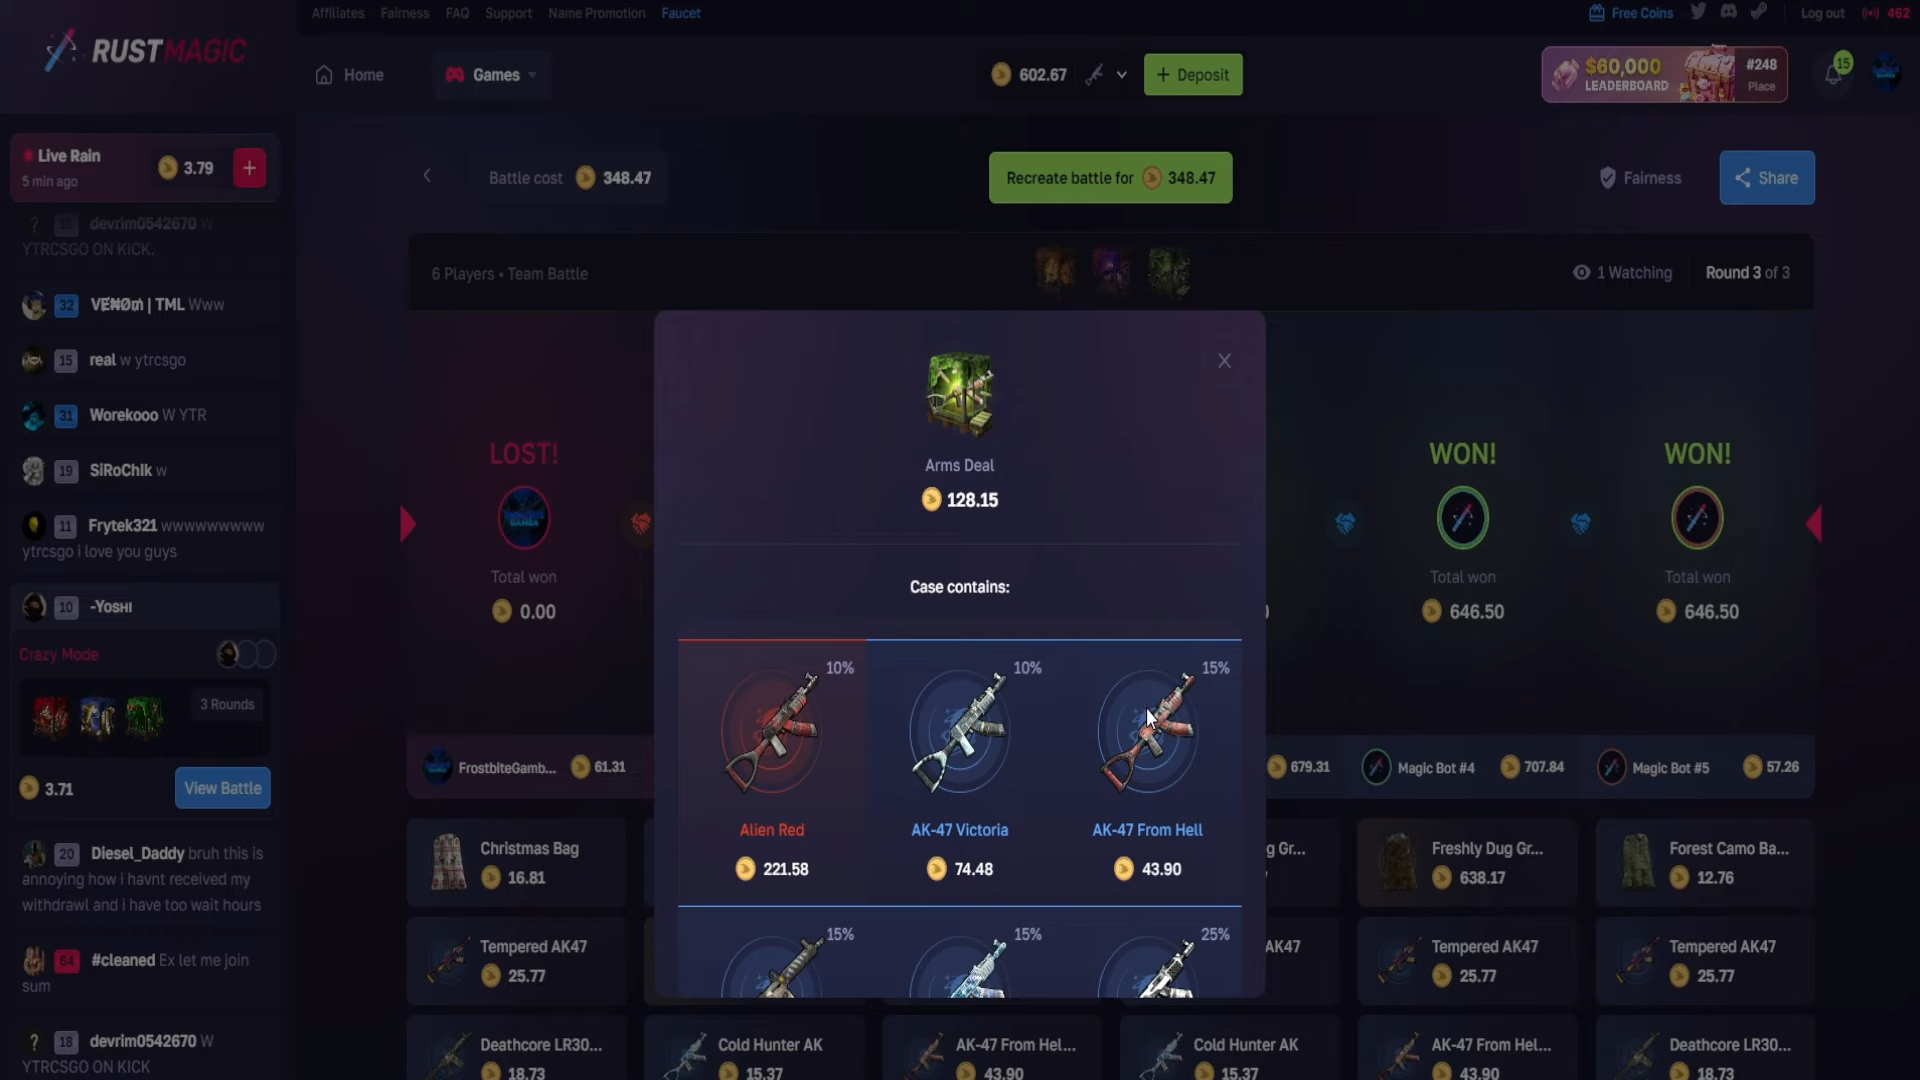 Affiliates Fairness FAQ Support Name Promotion Faucet
Free Coins Log out 462
RUSTMAGIC
Home Games 602.67 + Deposit
$60,000
LEADERBOARD
#248
Place
15
Live Rain
5 min ago
3.79 +
Battle cost 348.47
Recreate battle for 348.47
Fairness Share
devrim0542670 W
YTRCSGO ON KICK.
6 Players • Team Battle
1 Watching Round 3 of 3
32 VɆ₦Øm | TML Www
15 real w ytrcsgo
31 Worekooo W YTR
19 SiRoChIk w
11 Frytek321 wwwwwwwww
ytrcsgo i love you guys
10 -Yoshi
Crazy Mode
3 Rounds
3.71 View Battle
20 Diesel_Daddy bruh this is
annoying how i havnt received my
withdrawl and i have too wait hours
64 #cleaned Ex let me join
sum
? 18 devrim0542670 W
YTRCSGO ON KICK
LOST!
Total won
0.00
Arms Deal
128.15
Case contains:
10% 10% 15%
Alien Red AK-47 Victoria AK-47 From Hell
221.58 74.48 43.90
15% 15% 25%
WON! WON!
Total won Total won
646.50 646.50
FrostbiteGamb... 61.31
679.31 Magic Bot #4 707.84 Magic Bot #5 57.26
Christmas Bag
16.81
g Gr...
Freshly Dug Gr...
638.17
Forest Camo Ba...
12.76
Tempered AK47
25.77
AK47
Tempered AK47
25.77
Tempered AK47
25.77
Deathcore LR30...
18.73
Cold Hunter AK
15.37
AK-47 From Hel...
43.90
Cold Hunter AK
15.37
AK-47 From Hel...
43.90
Deathcore LR30...
18.73